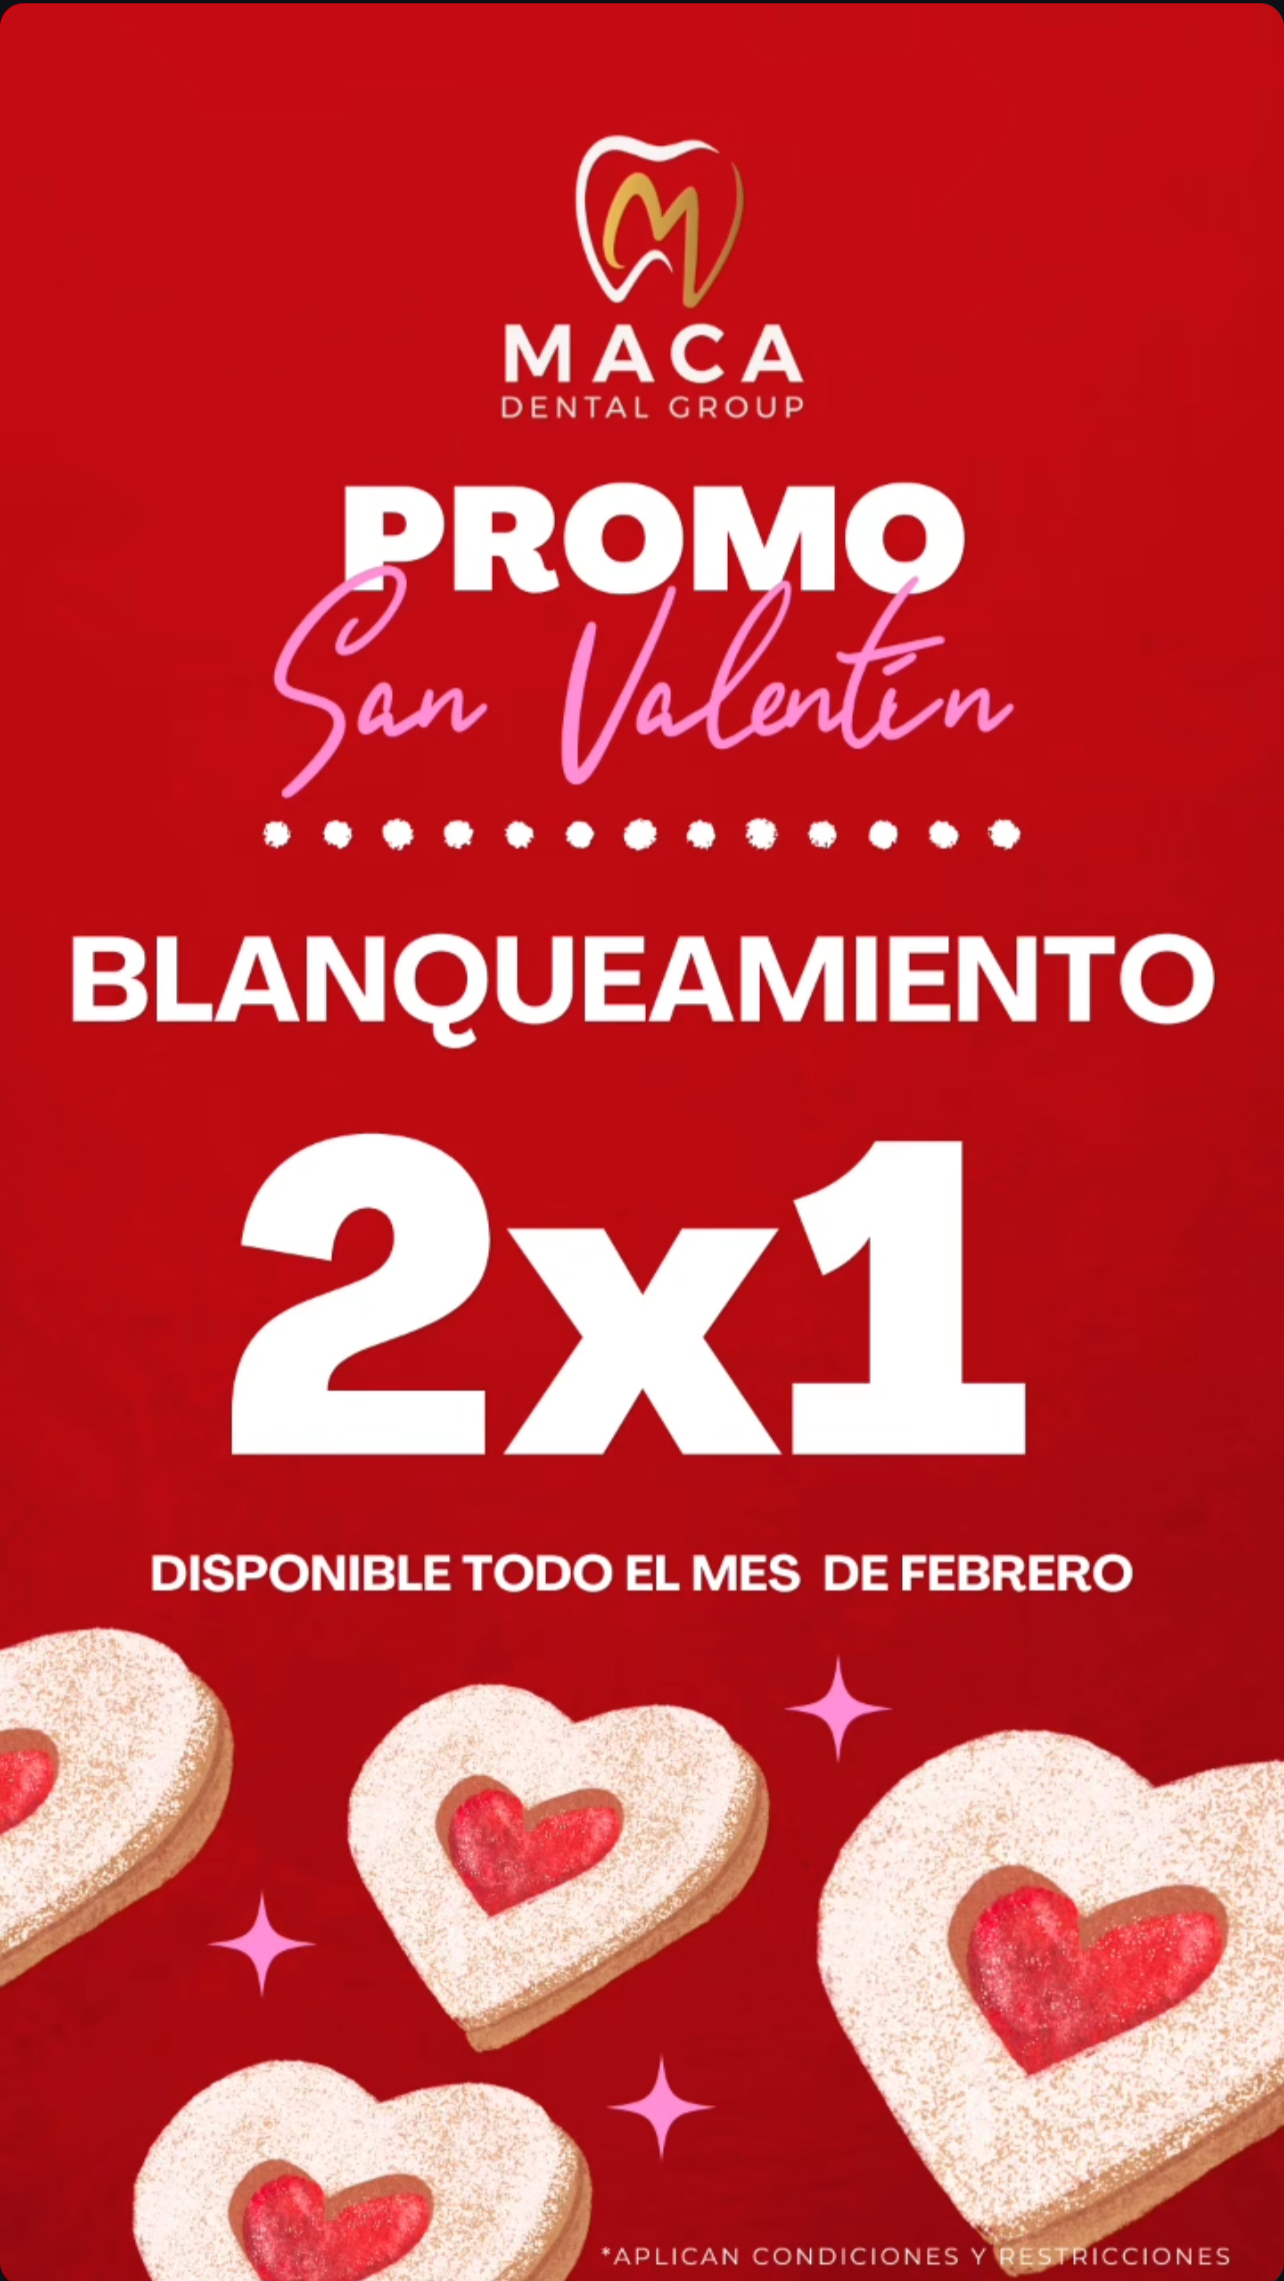 MACA
DENTAL GROUP
PROMO
San Valentín
BLANQUEAMIENTO
2x1
DISPONIBLE TODO EL MES DE FEBRERO
*APLICAN CONDICIONES Y RESTRICCIONES